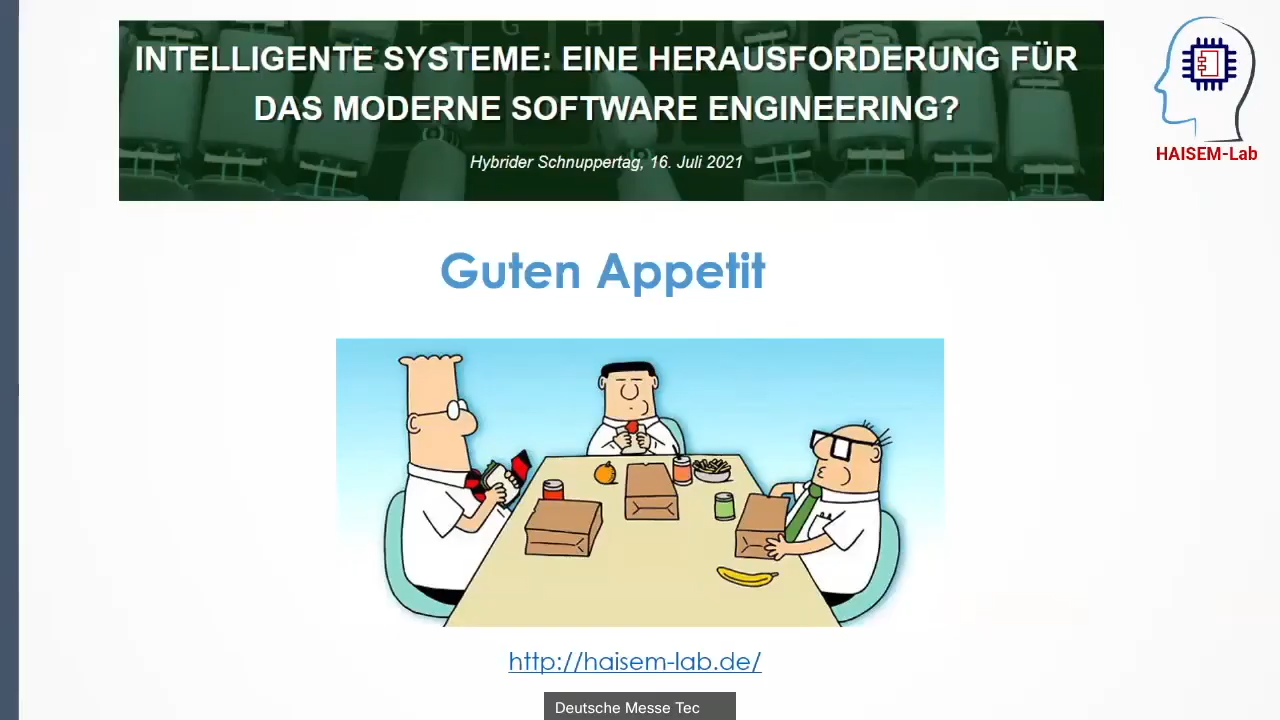 INTELLIGENTE SYSTEME: EINE HERAUSFORDERUNG FÜR
DAS MODERNE SOFTWARE ENGINEERING?
Hybrider Schnuppertag, 16. Juli 2021
HAISEM-Lab
Guten Appetit
http://haisem-lab.de/
Deutsche Messe Tec